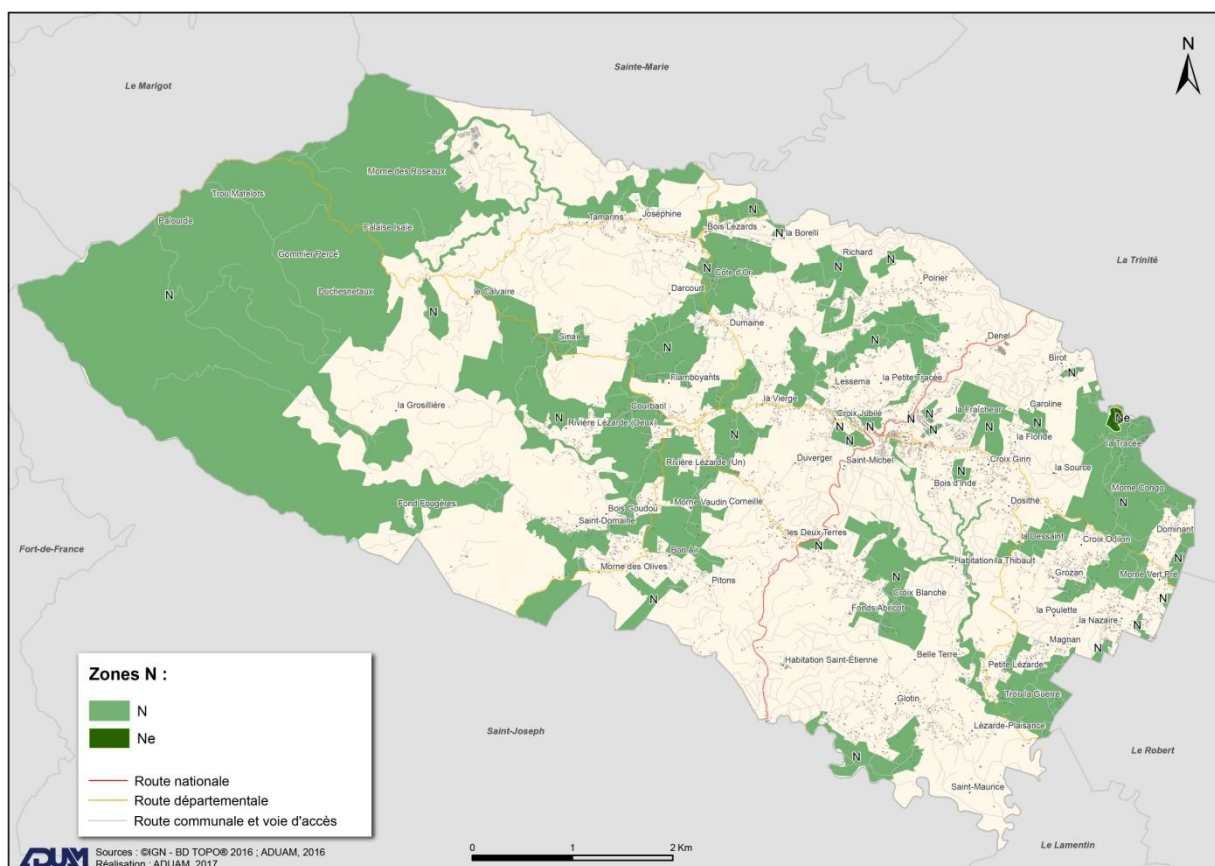 N
Sainte-Marie
Le Marigot
Morne des Roseaux
Trou Matelots
Palourde
Falaise Isaïe
Gommier Percé
Duchesnetaux
N
N
le Calvaire
Tamarins
Joséphine
N
Bois Lézards
N
la Borelli
Richard
N
N
Poirier
La Trinité
N
Côte d'Or
Darcourt
Dumaine
Sinaï
N
Flamboyants
N
Denel
Birot
N
Lessema
la Petite Tracée
la Vierge
Croix Jubilé
la Fraîcheur
Caroline
Ne
la Grosillière
Courbaril
N
Rivière Lézarde (Deux)
N
N
N
N
N
N
N
N
N
la Floride
la Tracée
Rivière Lézarde (Un)
Duverger
Saint-Michel
Croix Girin
la Source
N
Bois d'Inde
Morne Congo
N
Fond Fougères
Bois Goudou
Morne Vaudin
Corneille
Dosithé
Saint-Domaine
les Deux Terres
N
la Dessaint
Croix Odilon
Dominant
N
Fort-de-France
Bon Air
Morne des Olives
Pitons
Habitation la Thibault
Grozan
Morne Vert Pré
N
N
Croix Blanche
Fonds Abricot
N
la Poulette
la Nazaire
N
Magnan
N
Habitation Saint-Étienne
Belle Terre
Petite Lézarde
Trou la Guerre
Glotin
Lézarde-Plaisance
Saint-Joseph
N
Le Robert
Saint-Maurice
Le Lamentin
Zones N :
N
Ne
Route nationale
Route départementale
Route communale et voie d'accès
ADUAM
Sources : ©IGN - BD TOPO® 2016 ; ADUAM, 2016
Réalisation : ADUAM, 2017
0 1 2 Km